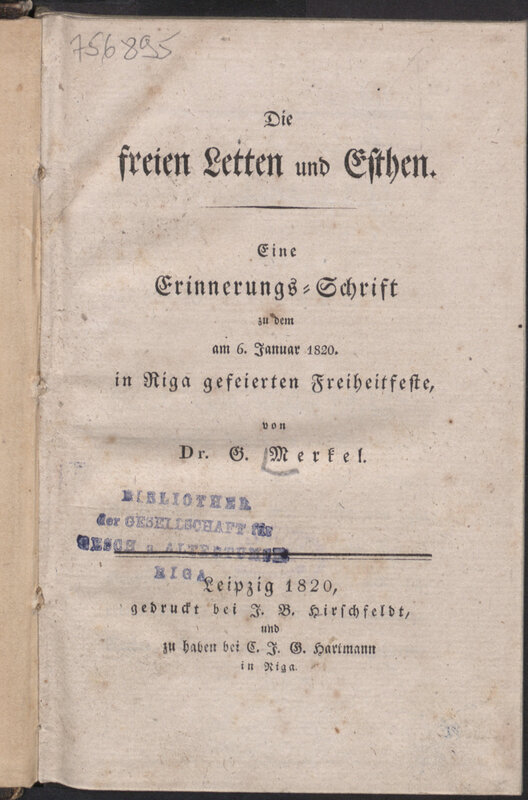 756895
Die
freien Letten und Esthen.
Eine
Erinnerungs-Schrift
zu dem
am 6. Januar 1820.
in Riga gefeierten Freiheitfeste,
von
Dr. G. Merkel.
BIBLIOTHEK
der GESELLSCHAFT für
GESCH u ALTERTUMSK
RIGA
Leipzig 1820,
gedruckt bei J. B. Hirschfeldt,
und
zu haben bei C. J. G. Hartmann
in Riga.